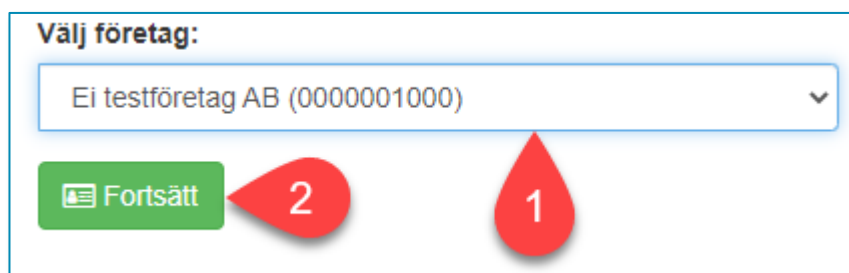 Välj företag:
Ei testföretag AB (0000001000)
Fortsätt 2
1